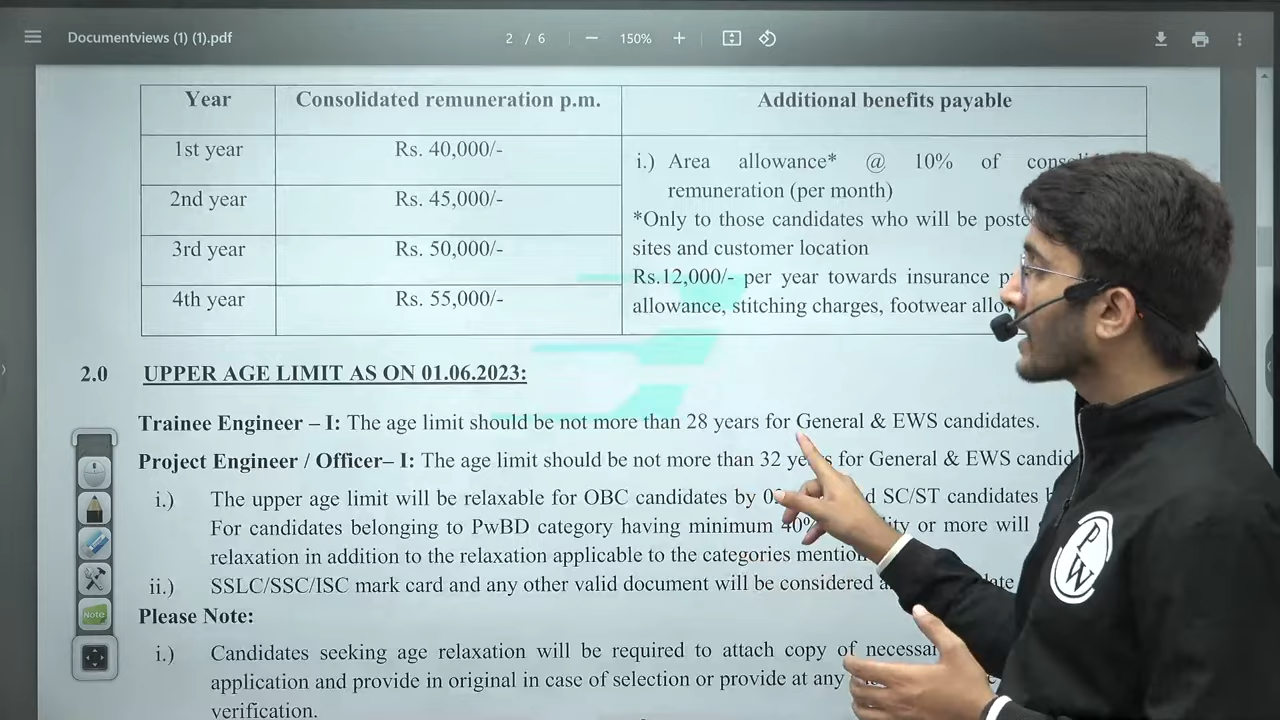 Documentviews (1) (1).pdf
2 / 6
150%
Year
Consolidated remuneration p.m.
Additional benefits payable
1st year
Rs. 40,000/-
2nd year
Rs. 45,000/-
3rd year
Rs. 50,000/-
4th year
Rs. 55,000/-
i.) Area allowance* @ 10% of
remuneration (per month)
*Only to those candidates who will be
sites and customer location
Rs.12,000/- per year towards insurance
allowance, stitching charges, footwear
2.0 UPPER AGE LIMIT AS ON 01.06.2023:
Trainee Engineer – I: The age limit should be not more than 28 years for General & EWS candidates.
Project Engineer / Officer– I: The age limit should be not more than 32 for General & EWS
i.) The upper age limit will be relaxable for OBC candidates by SC/ST candidates
For candidates belonging to PwBD category having minimum 40% or more will
relaxation in addition to the relaxation applicable to the categories
ii.) SSLC/SSC/ISC mark card and any other valid document will be considered
Please Note:
i.) Candidates seeking age relaxation will be required to attach copy of
application and provide in original in case of selection or provide at any
verification.
Note
PW